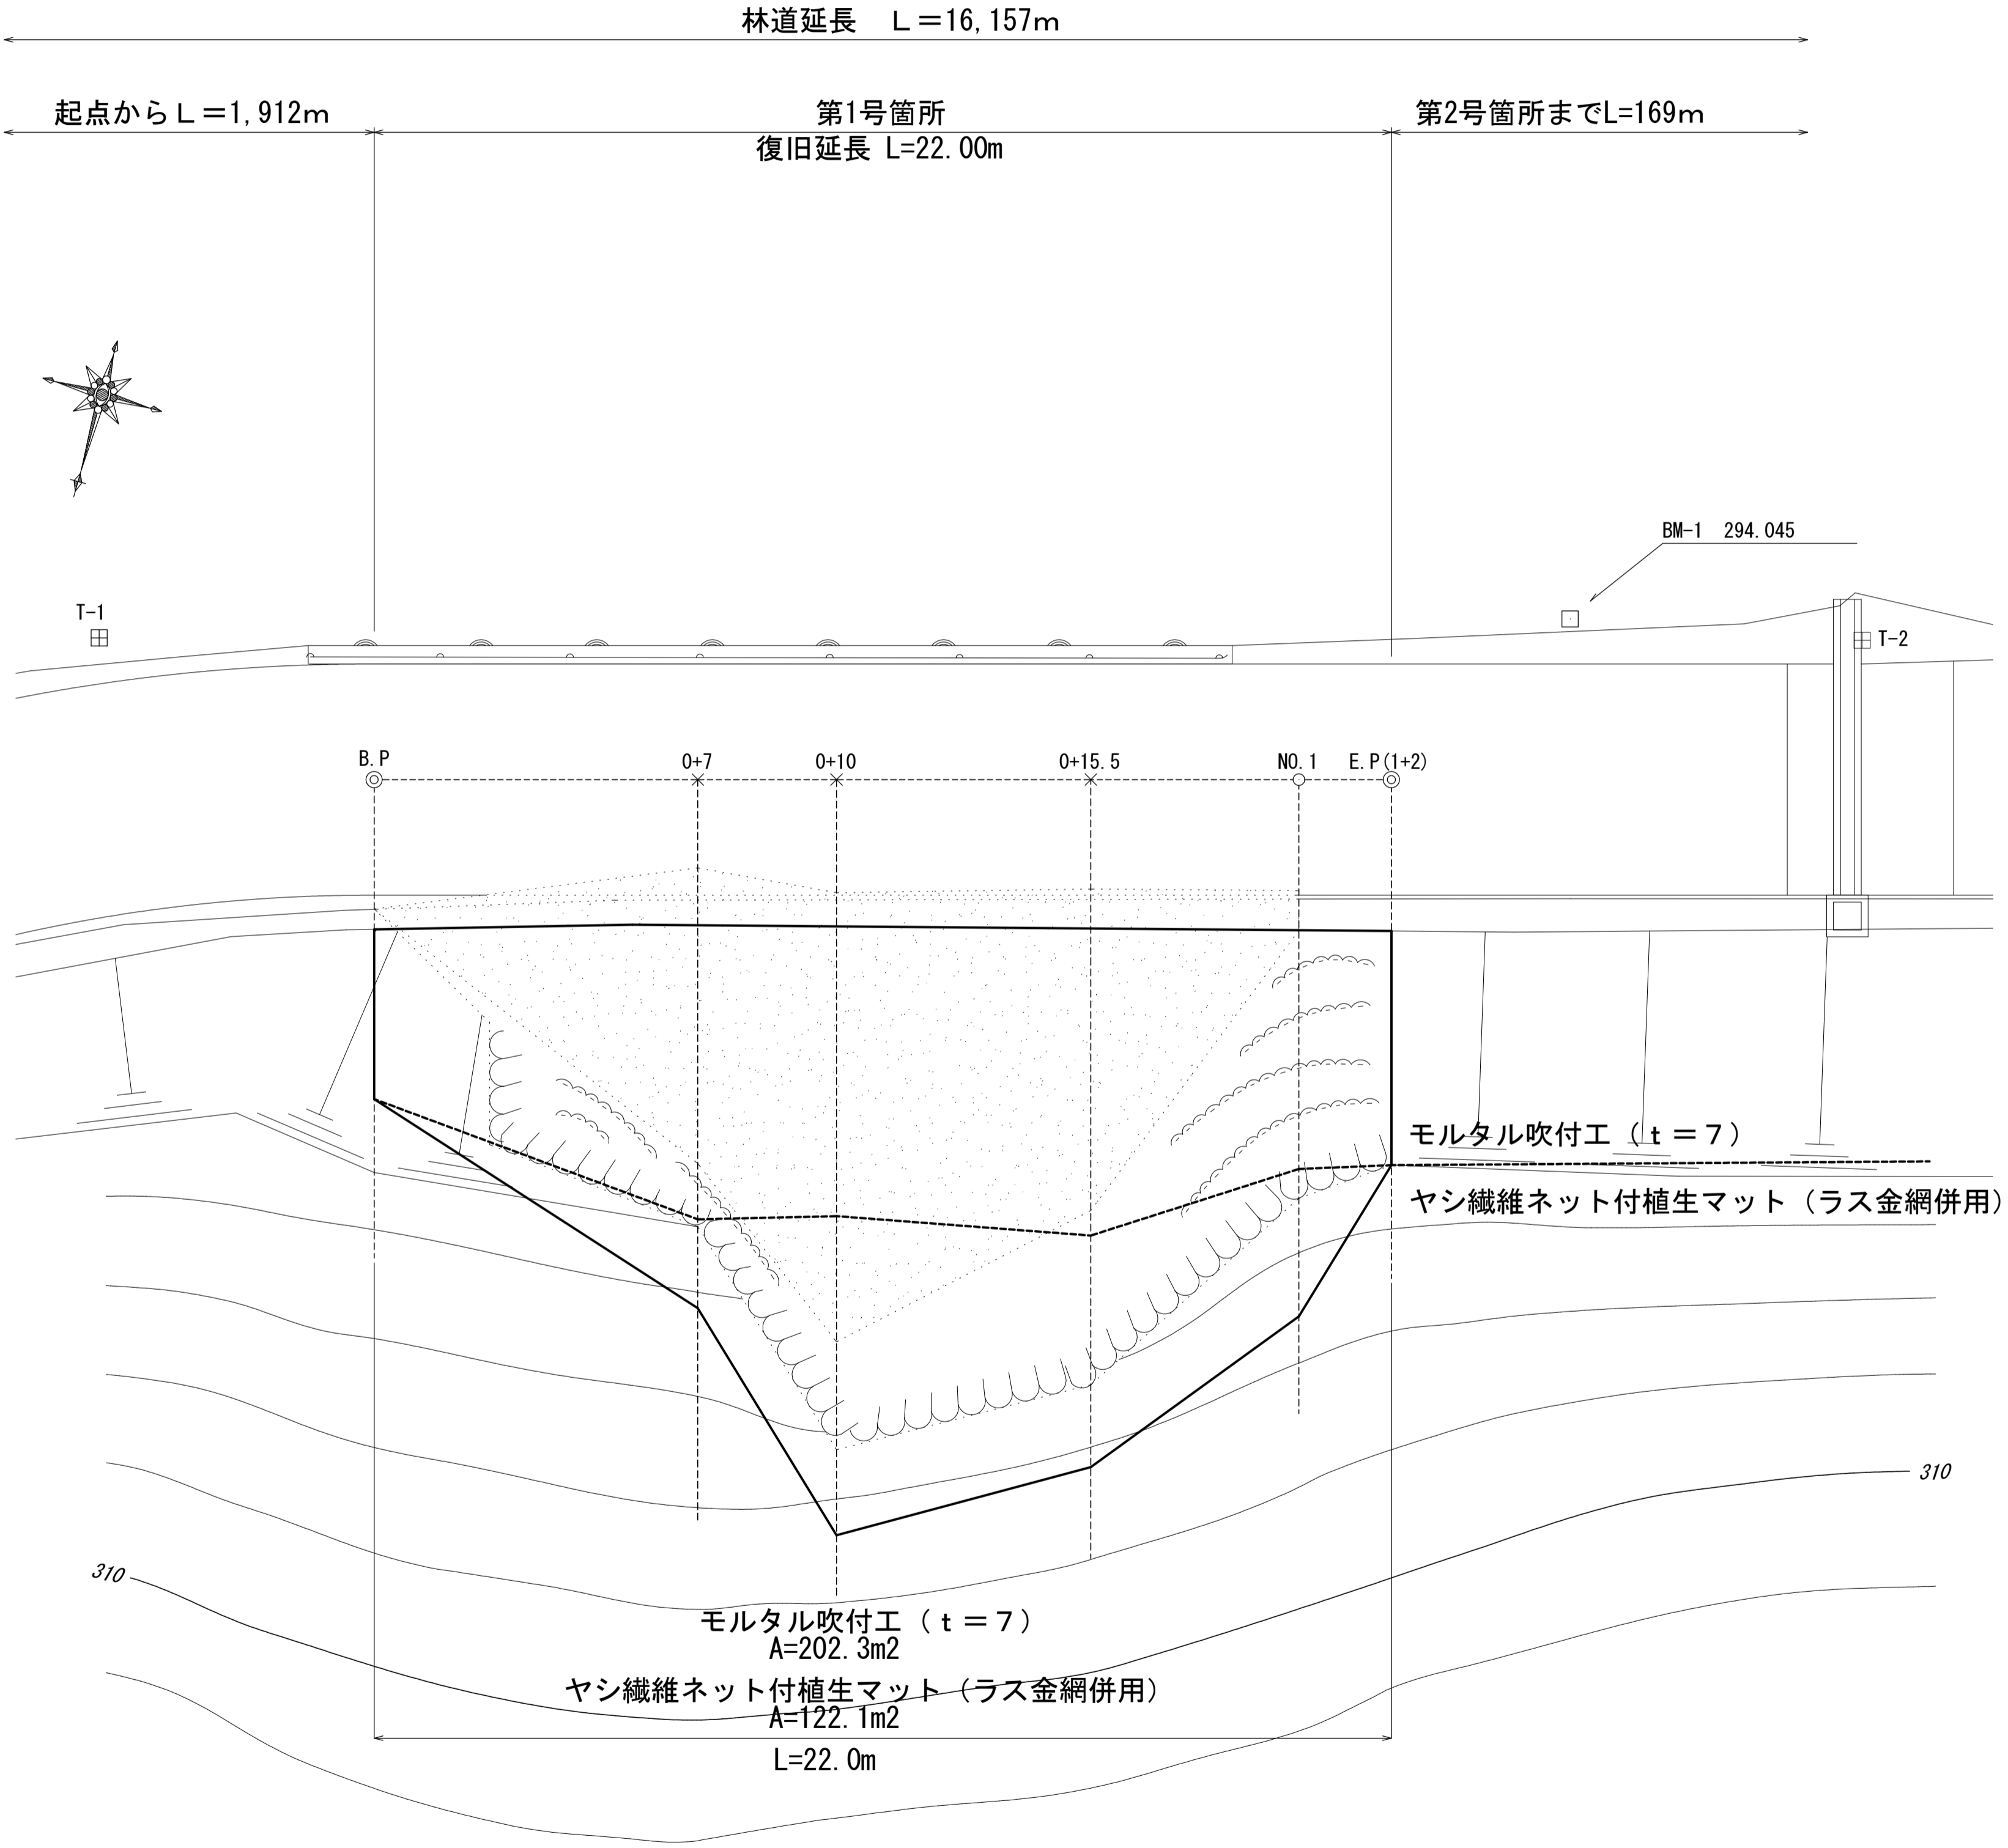 林道延長　Ｌ＝16,157ｍ
起点からＬ＝1,912ｍ
第1号箇所
第2号箇所までL=169ｍ
復旧延長 L=22.00m
BM-1　294.045
T-1
T-2
B.P
0+7
0+10
0+15.5
NO.1
E.P(1+2)
モルタル吹付工（ｔ＝７）
ヤシ繊維ネット付植生マット（ラス金網併用）
310
310
モルタル吹付工（ｔ＝７）
A=202.3m2
ヤシ繊維ネット付植生マット（ラス金網併用）
A=122.1m2
L=22.0m